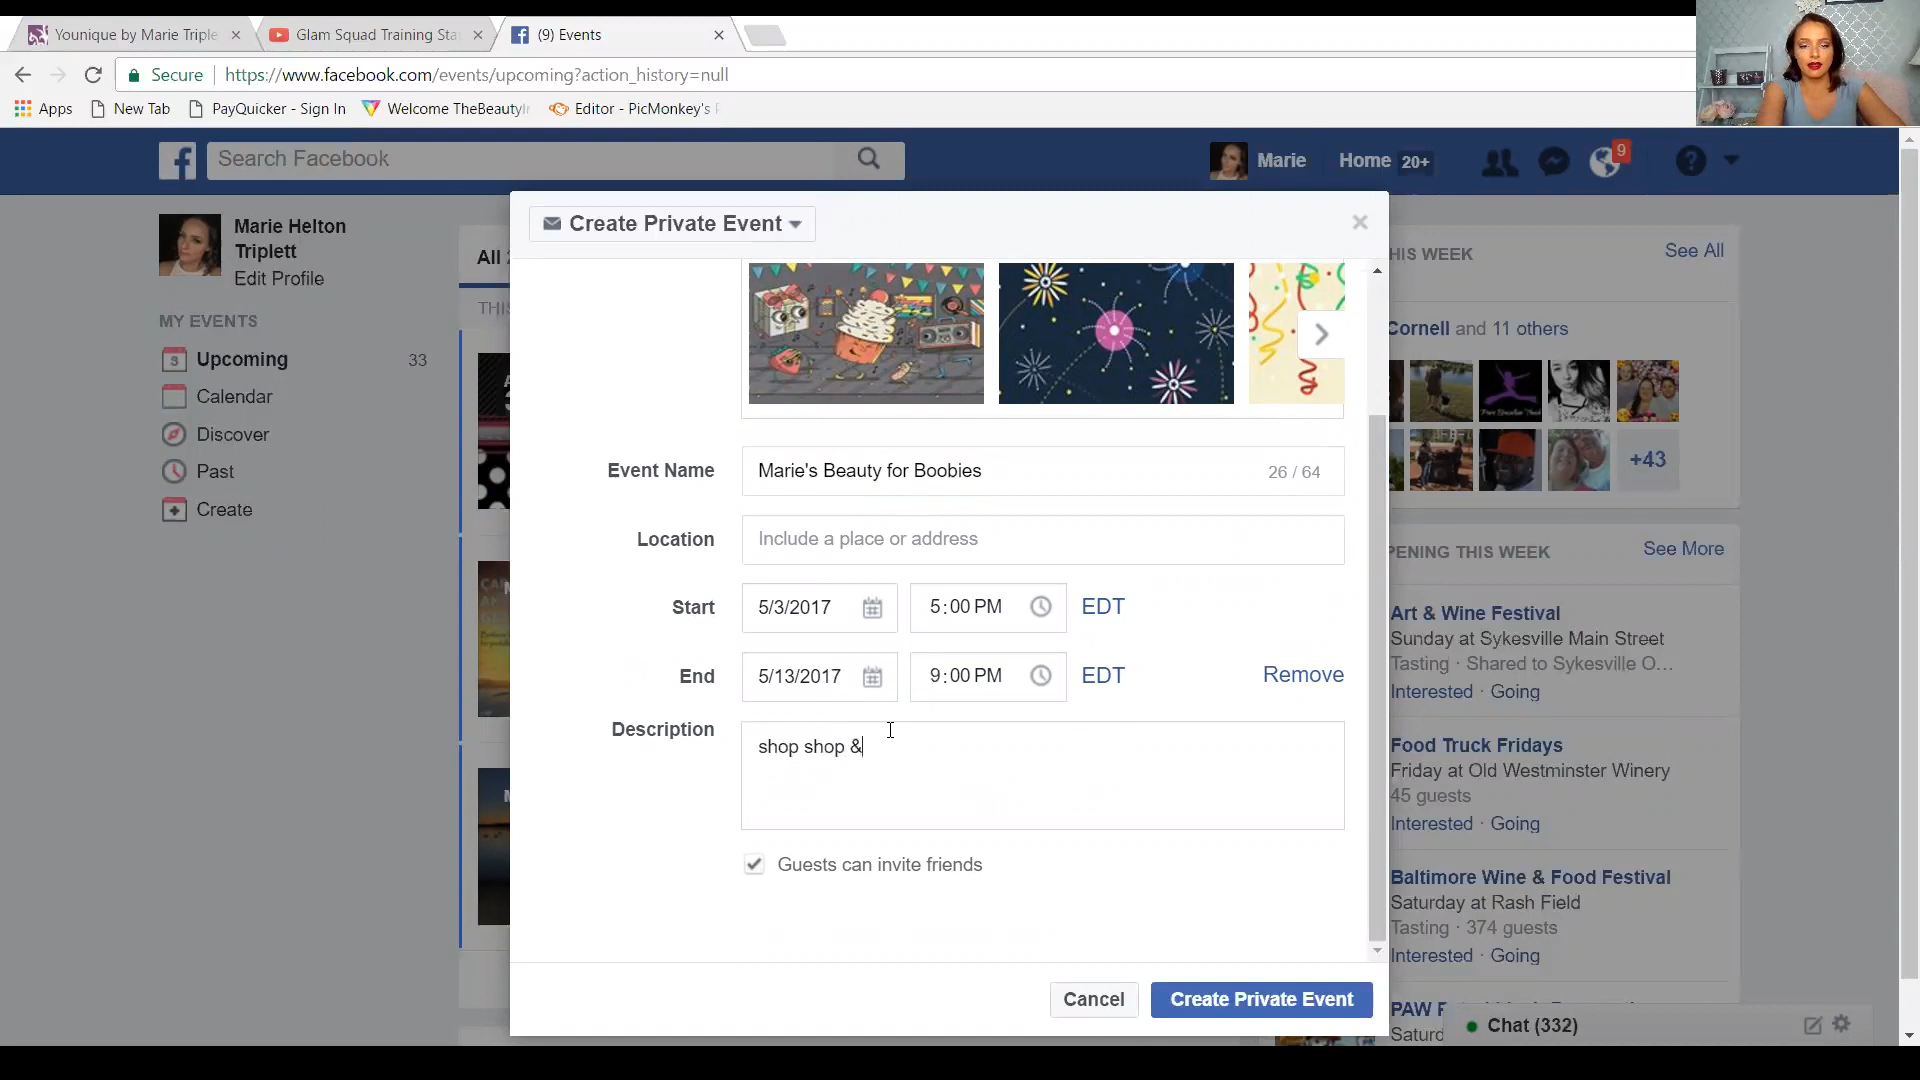 Younique by Marie Triple
Glam Squad Training Sta
(9) Events
Secure
https://www.facebook.com/events/upcoming?action_history=null
Apps
New Tab
PayQuicker - Sign In
Welcome TheBeautyI
Editor - PicMonkey's
Search Facebook
Marie
Home 20+
9
Marie Helton
Triplett
Edit Profile
MY EVENTS
Upcoming 33
Calendar
Discover
Past
Create
All
THIS
Create Private Event
Event Name
Marie's Beauty for Boobies
26 / 64
Location
Include a place or address
Start
5/3/2017
5:00 PM
EDT
End
5/13/2017
9:00 PM
EDT
Remove
Description
shop shop &
Guests can invite friends
Cancel
Create Private Event
HIS WEEK
See All
Cornell and 11 others
+43
PENING THIS WEEK
See More
Art & Wine Festival
Sunday at Sykesville Main Street
Tasting · Shared to Sykesville O...
Interested · Going
Food Truck Fridays
Friday at Old Westminster Winery
45 guests
Interested · Going
Baltimore Wine & Food Festival
Saturday at Rash Field
Tasting · 374 guests
Interested · Going
PAW
Saturd
Chat (332)